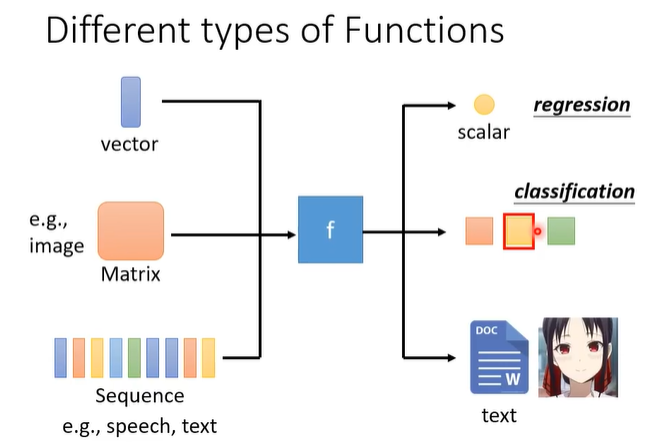 Different types of Functions
vector
e.g.,
image
Matrix
Sequence
e.g., speech, text
f
scalar
regression
classification
DOC
W
text